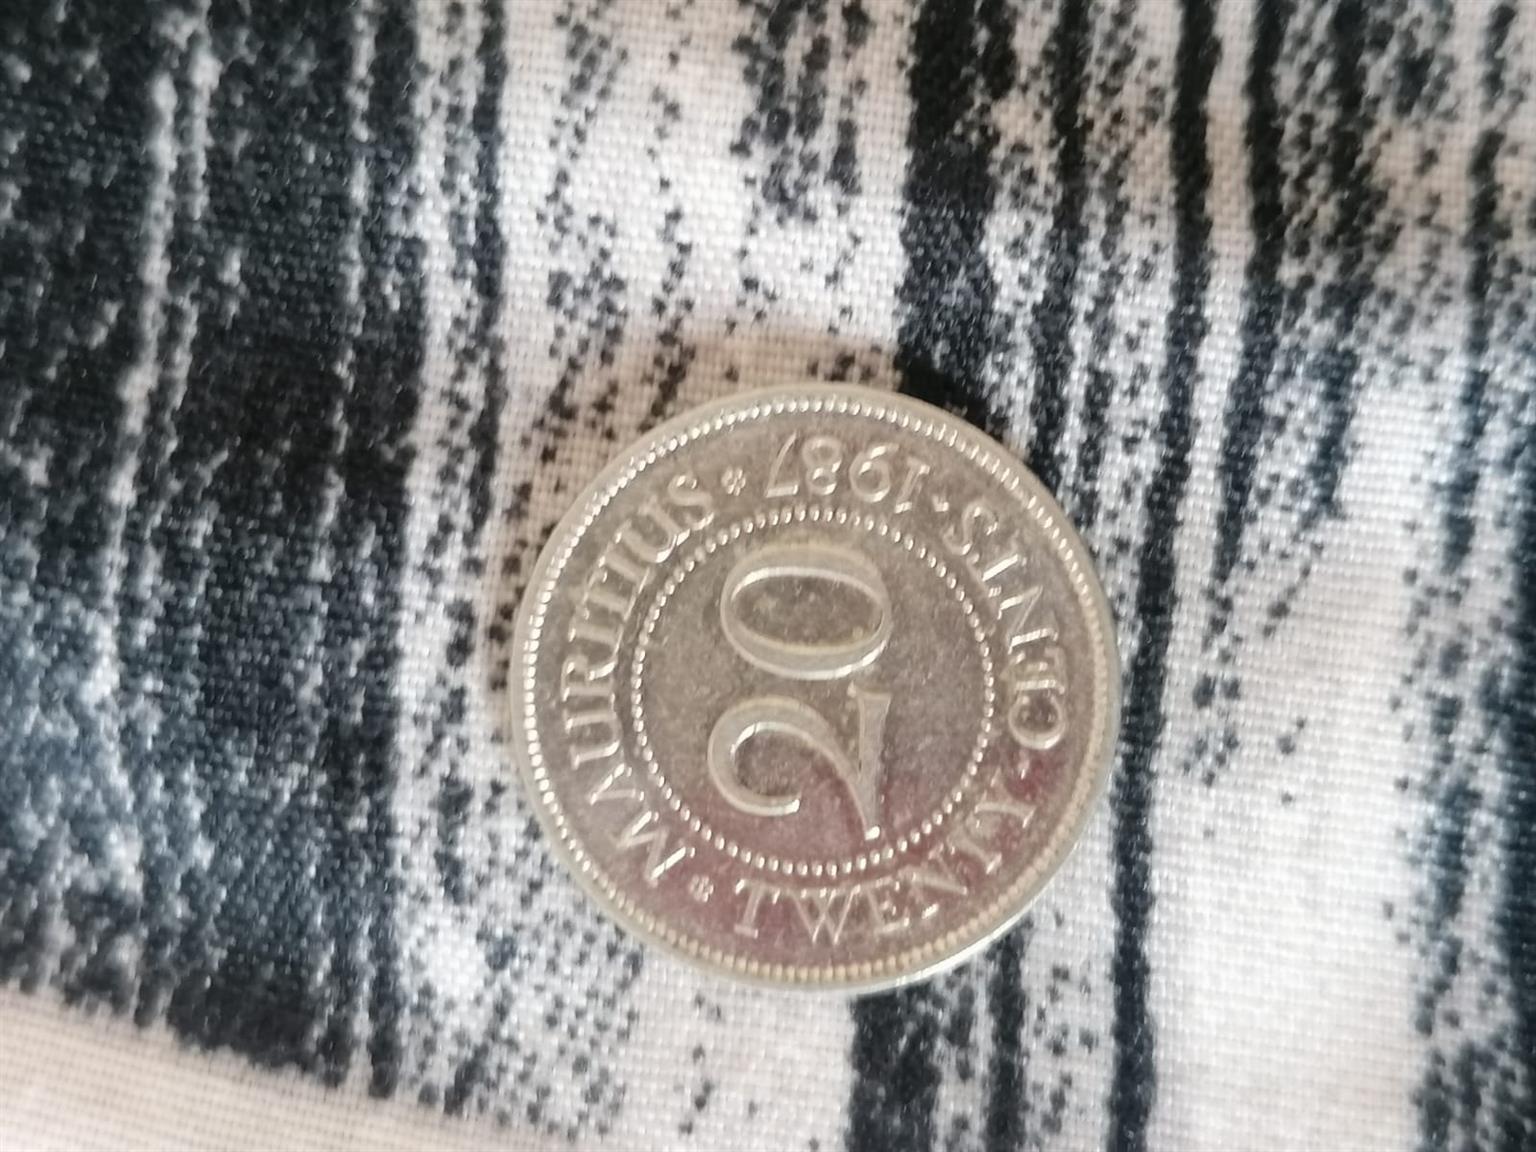 MAURITIUS * 1987
20
* TWENTY · CENTS ·